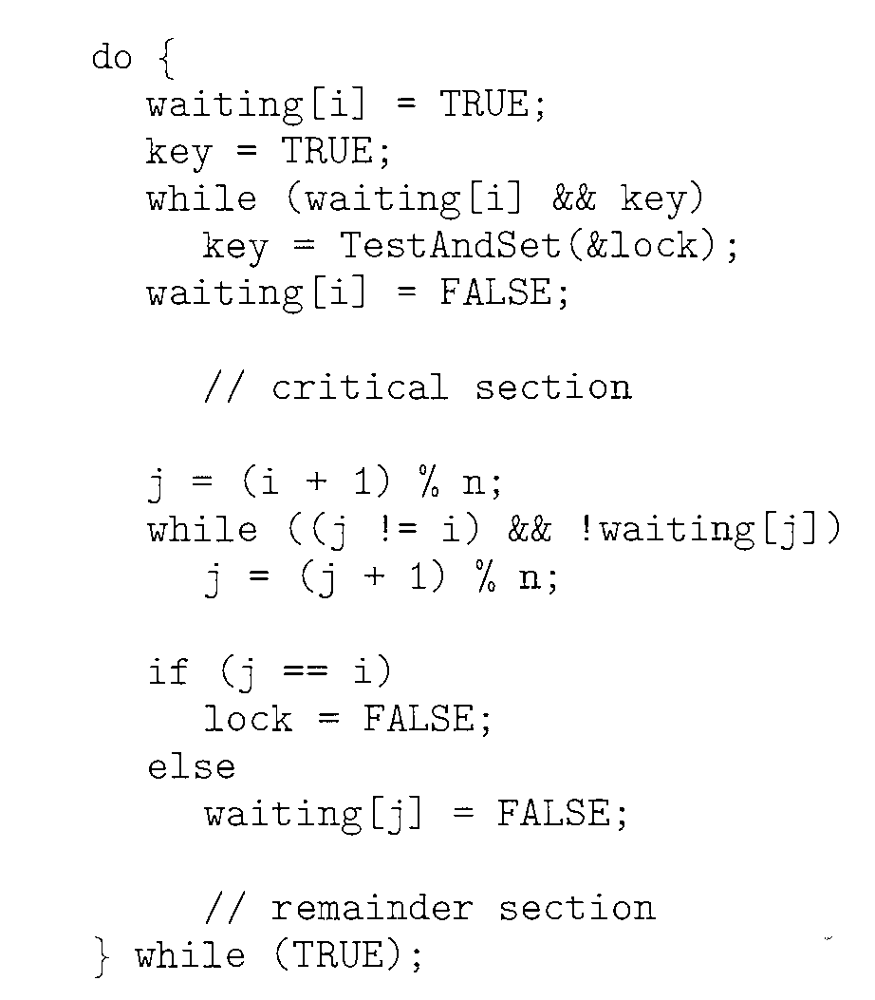 do {
waiting[i] = TRUE;
key = TRUE;
while (waiting[i] && key)
key = TestAndSet(&lock);
waiting[i] = FALSE;
// critical section
j = (i + 1) % n;
while ((j != i) && !waiting[j])
j = (j + 1) % n;
if (j == i)
lock = FALSE;
else
waiting[j] = FALSE;
// remainder section
} while (TRUE);